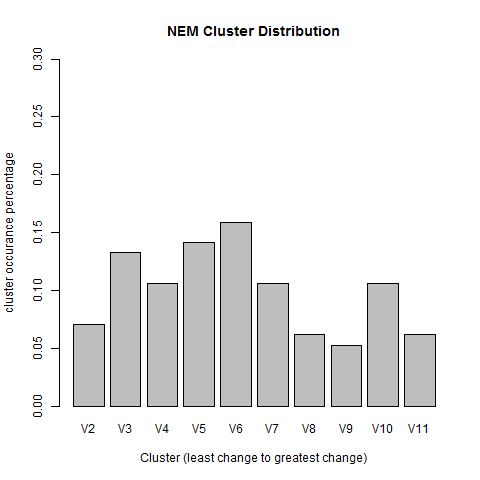 NEM Cluster Distribution
cluster occurance percentage
0.30
0.25
0.20
0.15
0.10
0.05
0.00
V2 V3 V4 V5 V6 V7 V8 V9 V10 V11
Cluster (least change to greatest change)